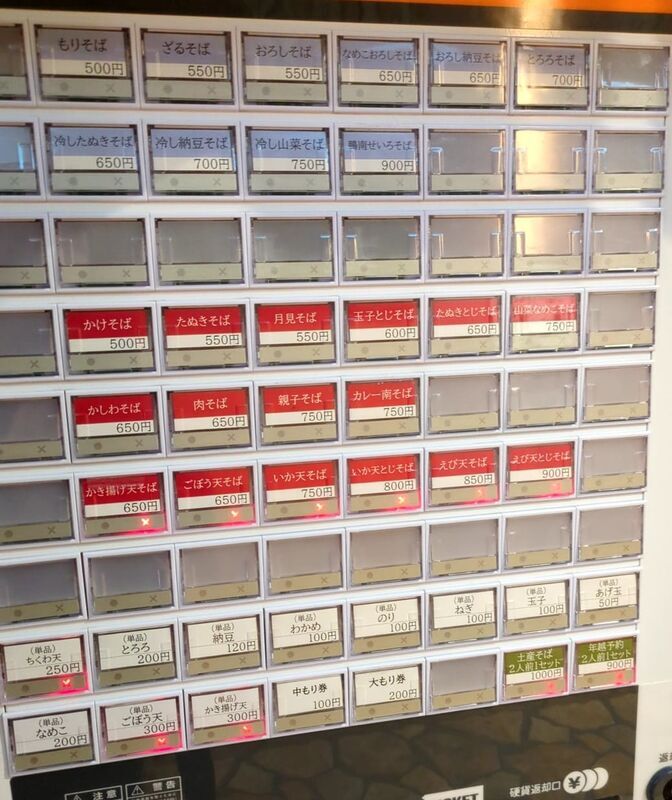 もりそば
500円
ざるそば
550円
おろしそば
550円
なめこおろしそば
650円
おろし納豆そば
650円
とろろそば
700円
冷したぬきそば
650円
冷し納豆そば
700円
冷し山菜そば
750円
鴨南せいろそば
900円
かけそば
500円
たぬきそば
550円
月見そば
550円
玉子とじそば
600円
たぬきとじそば
650円
山菜なめこそば
750円
かしわそば
650円
肉そば
650円
親子そば
750円
カレー南そば
750円
かき揚げ天そば
650円
ごぼう天そば
650円
いか天そば
750円
いか天とじそば
800円
えび天そば
850円
えび天とじそば
900円
(単品)
ちくわ天
250円
(単品)
とろろ
200円
(単品)
納豆
120円
(単品)
わかめ
100円
(単品)
のり
100円
(単品)
ねぎ
100円
(単品)
玉子
100円
(単品)
あげ玉
50円
(単品)
なめこ
200円
(単品)
ごぼう天
300円
(単品)
かき揚げ天
300円
中もり券
100円
大もり券
200円
土産そば
2人前1セット
1000円
年越予約
2人前1セット
900円
注意
警告
硬貨返却口
¥